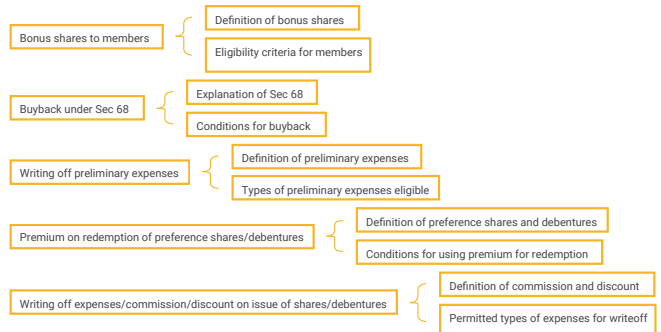 Definition of bonus shares
Bonus shares to members
Eligibility criteria for members
Explanation of Sec 68
Buyback under Sec 68
Conditions for buyback
Definition of preliminary expenses
Writing off preliminary expenses
Types of preliminary expenses eligible
Definition of preference shares and debentures
Premium on redemption of preference shares/debentures
Conditions for using premium for redemption
Definition of commission and discount
Writing off expenses/commission/discount on issue of shares/debentures
Permitted types of expenses for writeoff